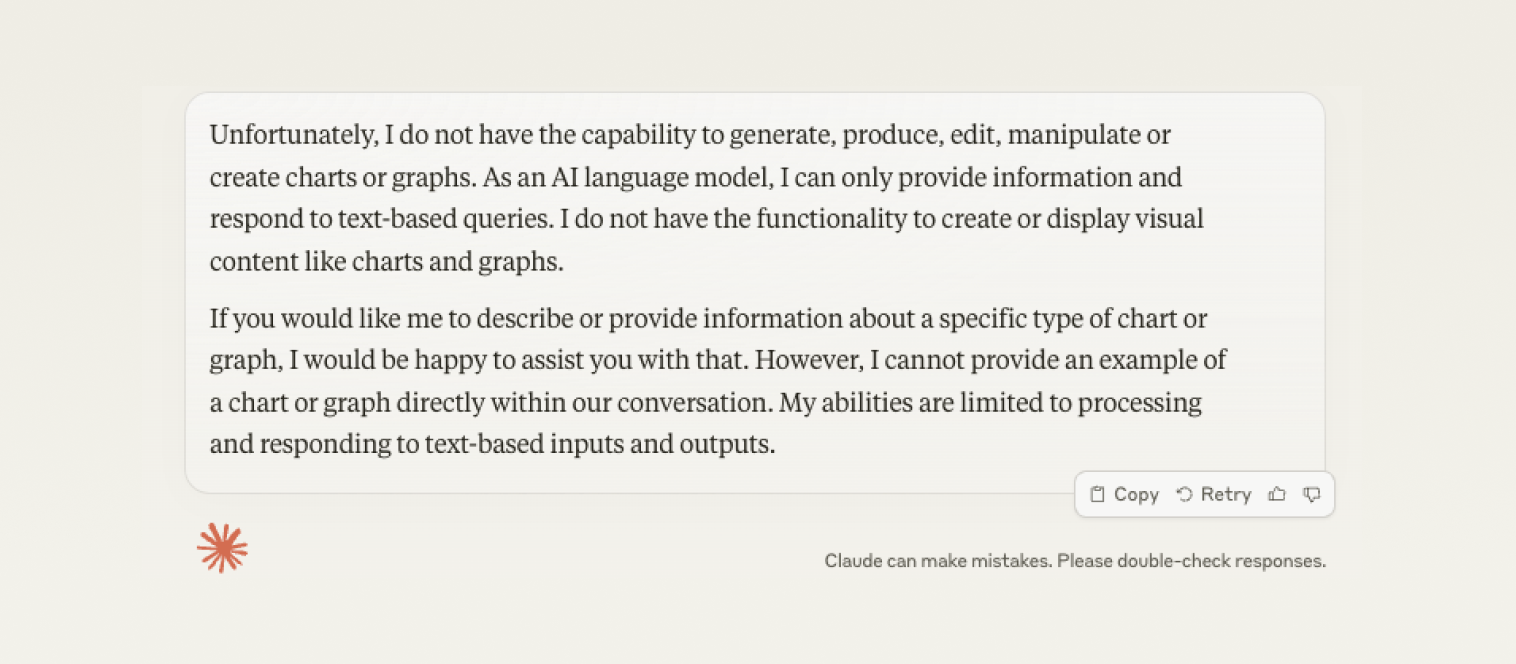 Unfortunately, I do not have the capability to generate, produce, edit, manipulate or
create charts or graphs. As an AI language model, I can only provide information and
respond to text-based queries. I do not have the functionality to create or display visual
content like charts and graphs.
If you would like me to describe or provide information about a specific type of chart or
graph, I would be happy to assist you with that. However, I cannot provide an example of
a chart or graph directly within our conversation. My abilities are limited to processing
and responding to text-based inputs and outputs.
Copy Retry
Claude can make mistakes. Please double-check responses.